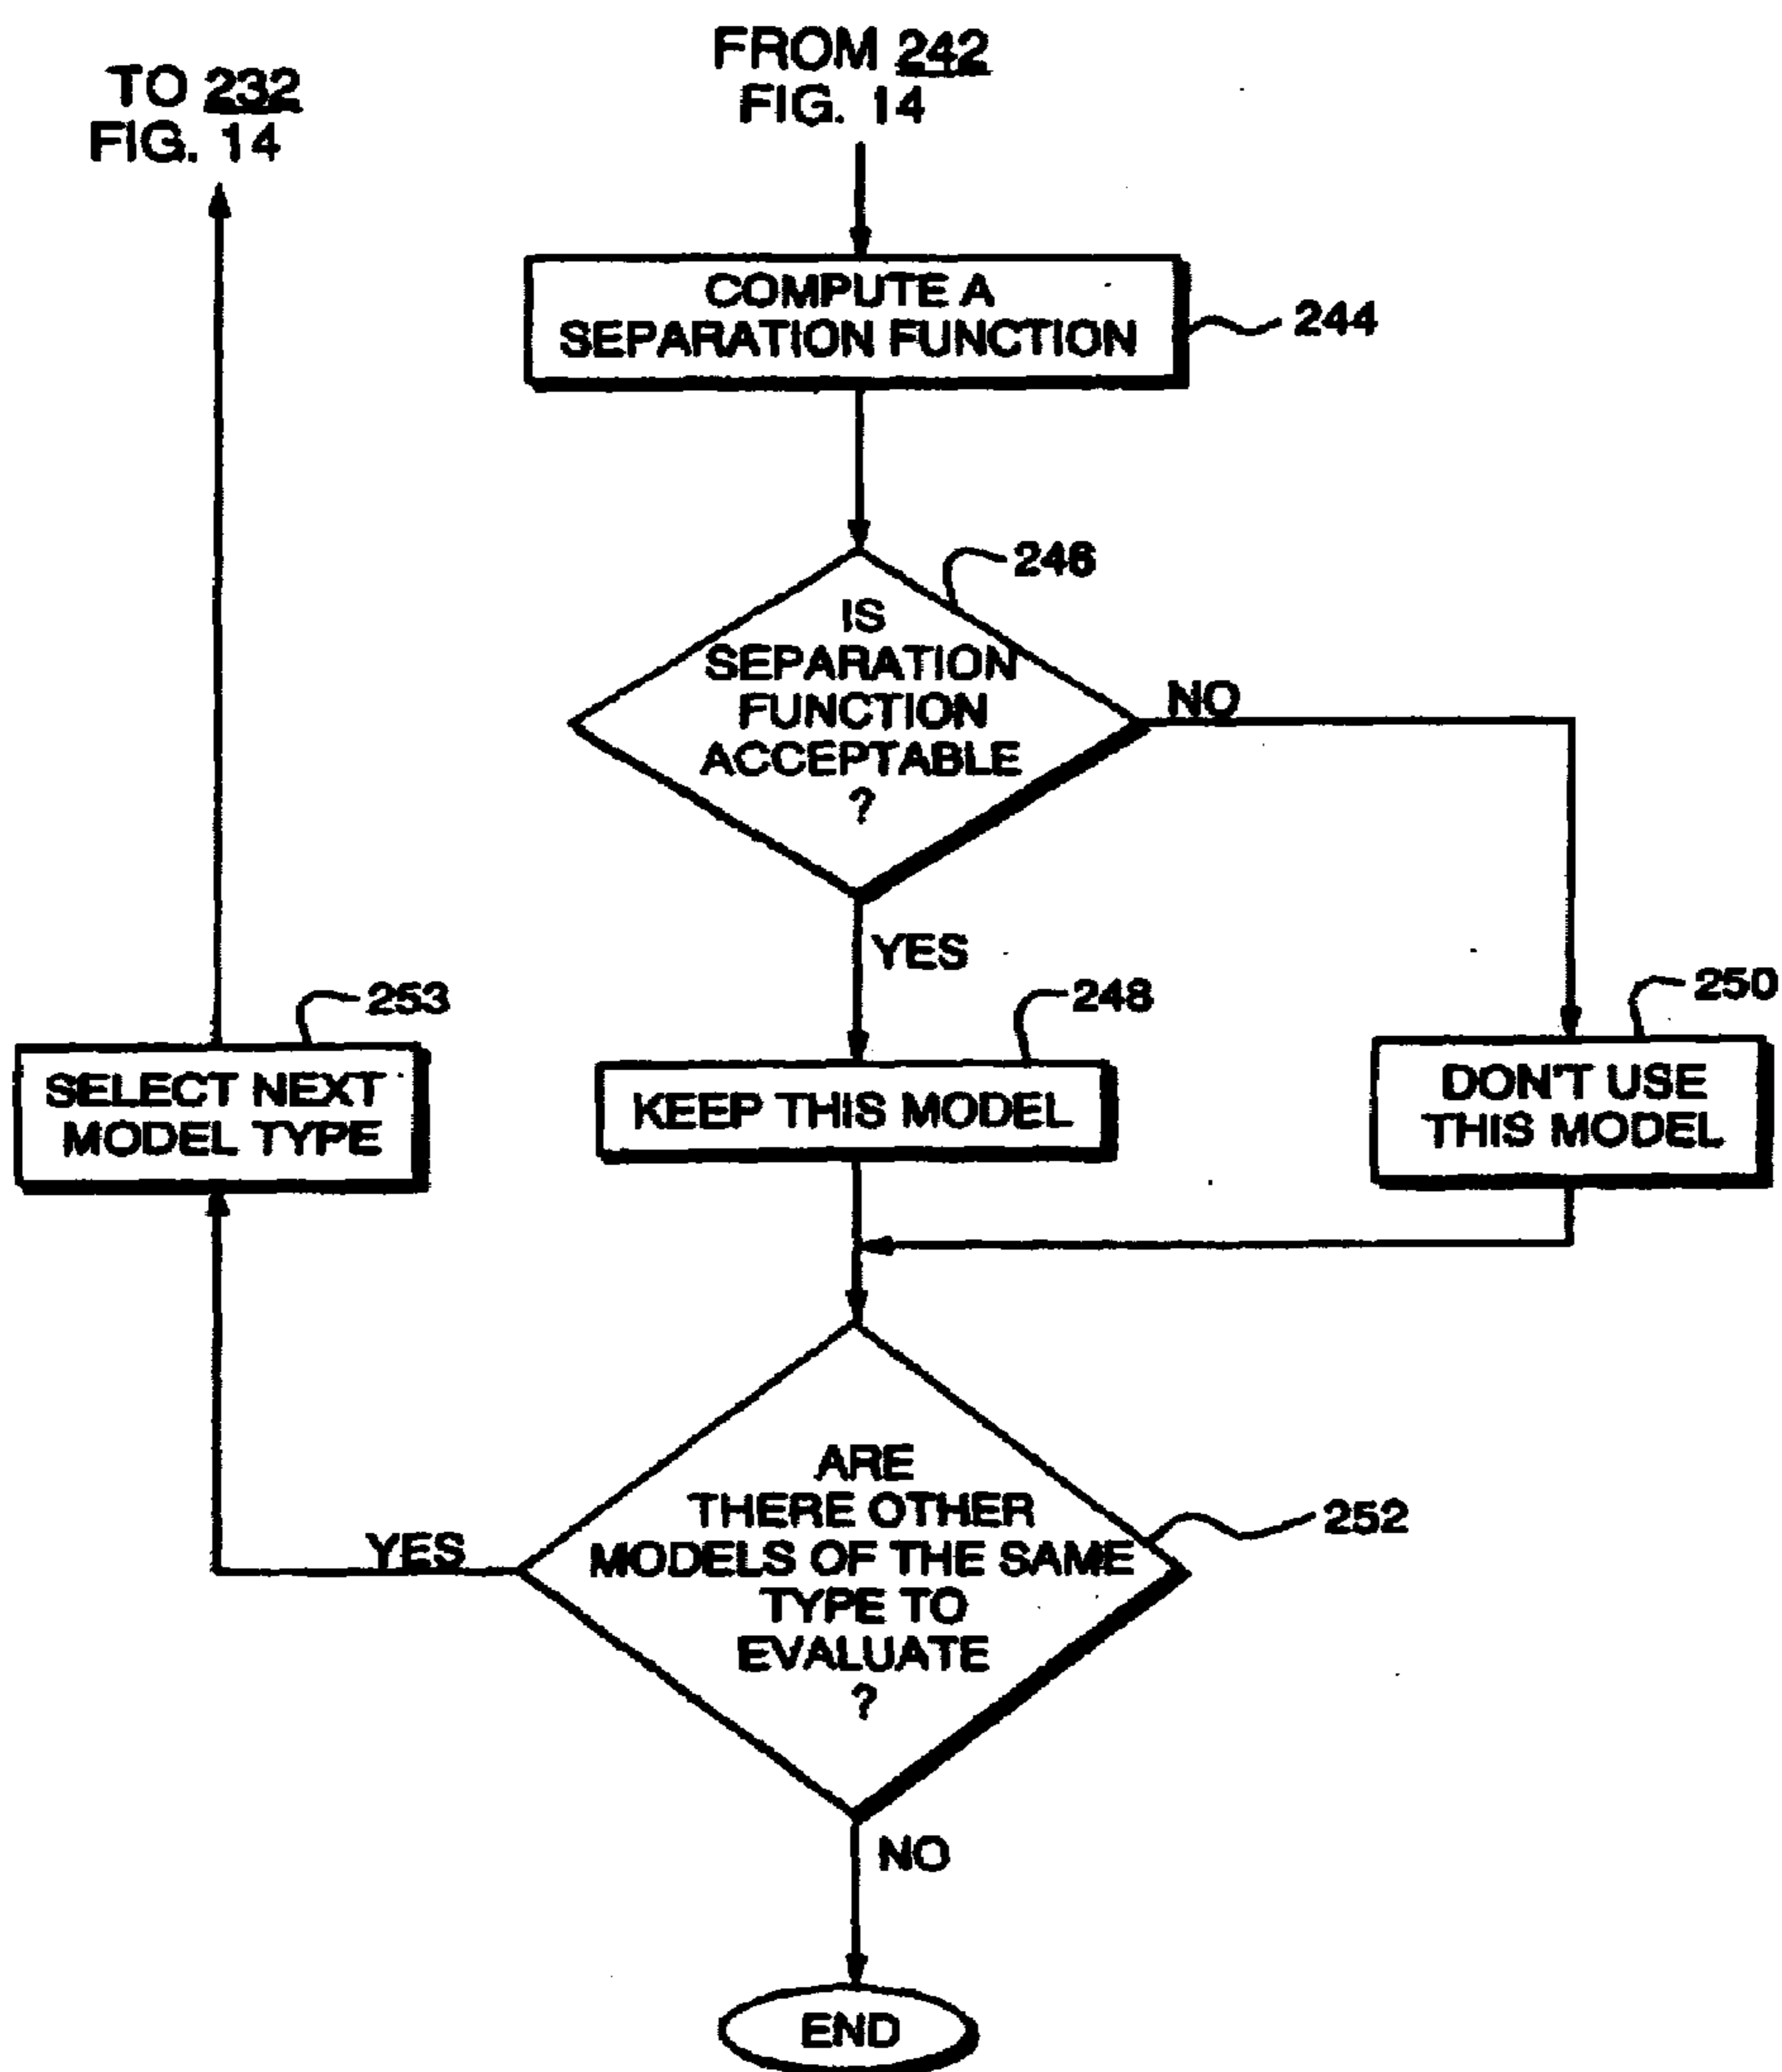 TO 232
FIG. 14
FROM 242
FIG. 14
COMPUTE A
SEPARATION FUNCTION
244
246
IS
SEPARATION
FUNCTION
ACCEPTABLE
?
NO
YES
253
SELECT NEXT
MODEL TYPE
248
KEEP THIS MODEL
250
DON'T USE
THIS MODEL
ARE
THERE OTHER
MODELS OF THE SAME
TYPE TO
EVALUATE
?
252
YES
NO
END